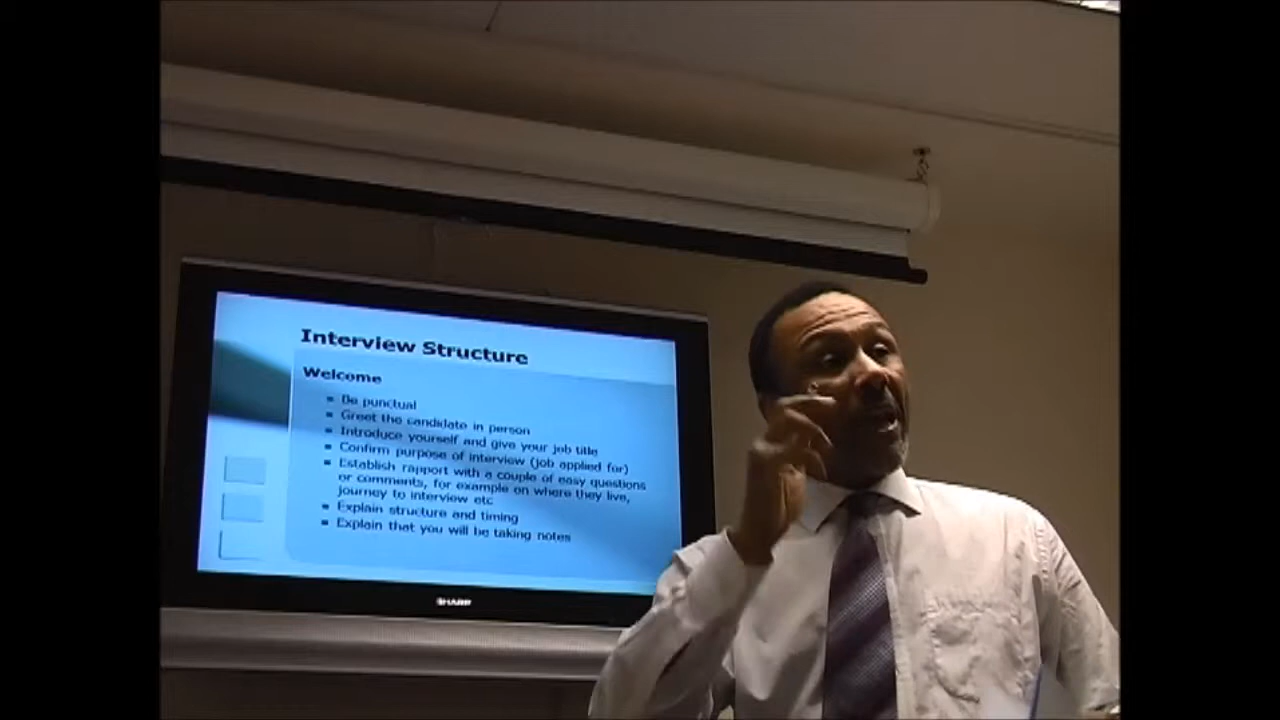 Interview Structure
Welcome
Be punctual
Greet the candidate in person
Introduce yourself and give your job title
Confirm purpose of interview (job applied for)
Establish rapport with a couple of easy questions
or comments, for example on where they live,
journey to interview etc
Explain structure and timing
Explain that you will be taking notes
SHARP